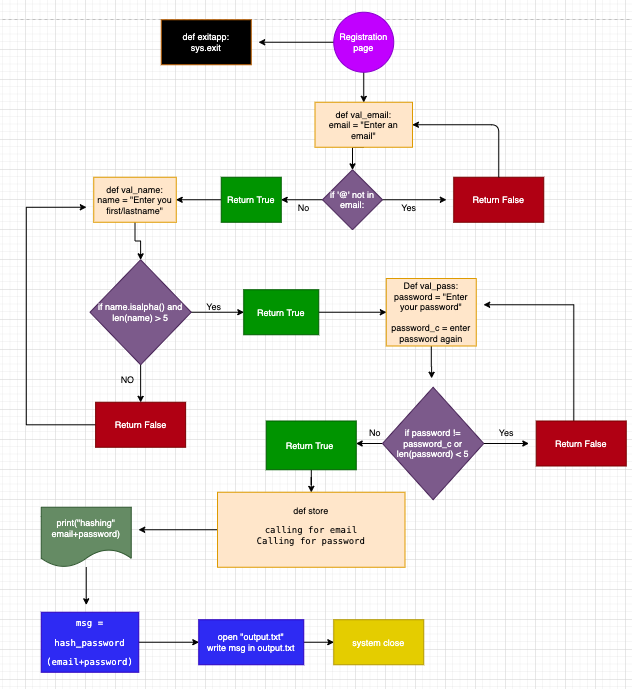 def exitapp:
sys.exit
Registration
page
def val_email:
email = "Enter an
email"
if '@' not in
email:
No
Yes
Return True
Return False
def val_name:
name = "Enter you
first/lastname"
if name.isalpha() and
len(name) > 5
Yes
NO
Return True
Return False
Def val_pass:
password = "Enter
your password"
password_c = enter
password again
if password !=
password_c or
len(password) < 5
No
Yes
Return True
Return False
def store
calling for email
Calling for password
print("hashing"
email+password)
msg =
hash_password
(email+password)
open "output.txt"
write msg in output.txt
system close